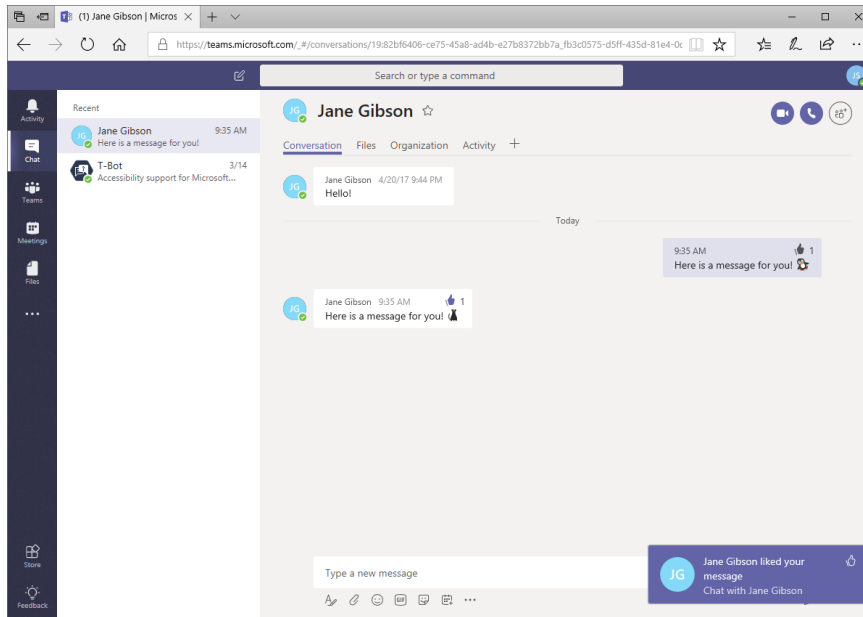 (1) Jane Gibson | Micros
https://teams.microsoft.com/_#/conversations/19:82bf6406-ce75-45a8-ad4b-e27b8372bb7a_fb3c0575-d5ff-435d-81e4-0c
Search or type a command
JS
Activity
Chat
Teams
Meetings
Files
Store
Feedback
Recent
JG
Jane Gibson 9:35 AM
Here is a message for you!
T-Bot 3/14
Accessibility support for Microsoft...
JG
Jane Gibson
Conversation Files Organization Activity
JG
Jane Gibson 4/20/17 9:44 PM
Hello!
Today
9:35 AM 1
Here is a message for you!
JG
Jane Gibson 9:35 AM 1
Here is a message for you!
Type a new message
GIF
JG
Jane Gibson liked your
message
Chat with Jane Gibson